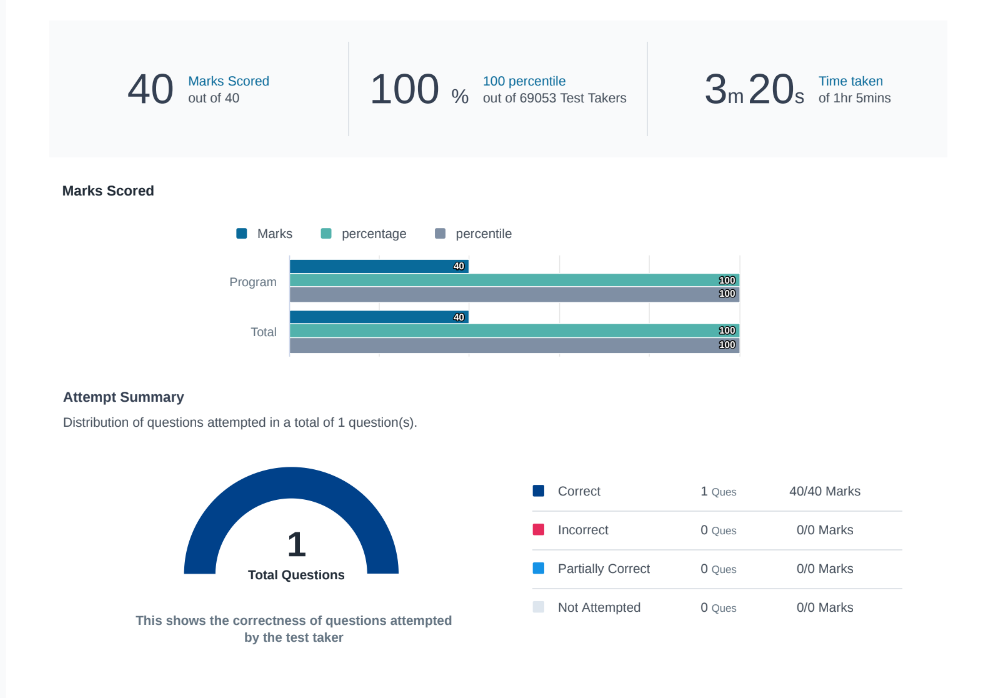 40 Marks Scored out of 40
100 % 100 percentile out of 69053 Test Takers
3m 20s Time taken of 1hr 5mins
Marks Scored
Marks percentage percentile
Program 40 100 100
Total 40 100 100
Attempt Summary
Distribution of questions attempted in a total of 1 question(s).
1
Total Questions
This shows the correctness of questions attempted
by the test taker
Correct 1 Ques 40/40 Marks
Incorrect 0 Ques 0/0 Marks
Partially Correct 0 Ques 0/0 Marks
Not Attempted 0 Ques 0/0 Marks